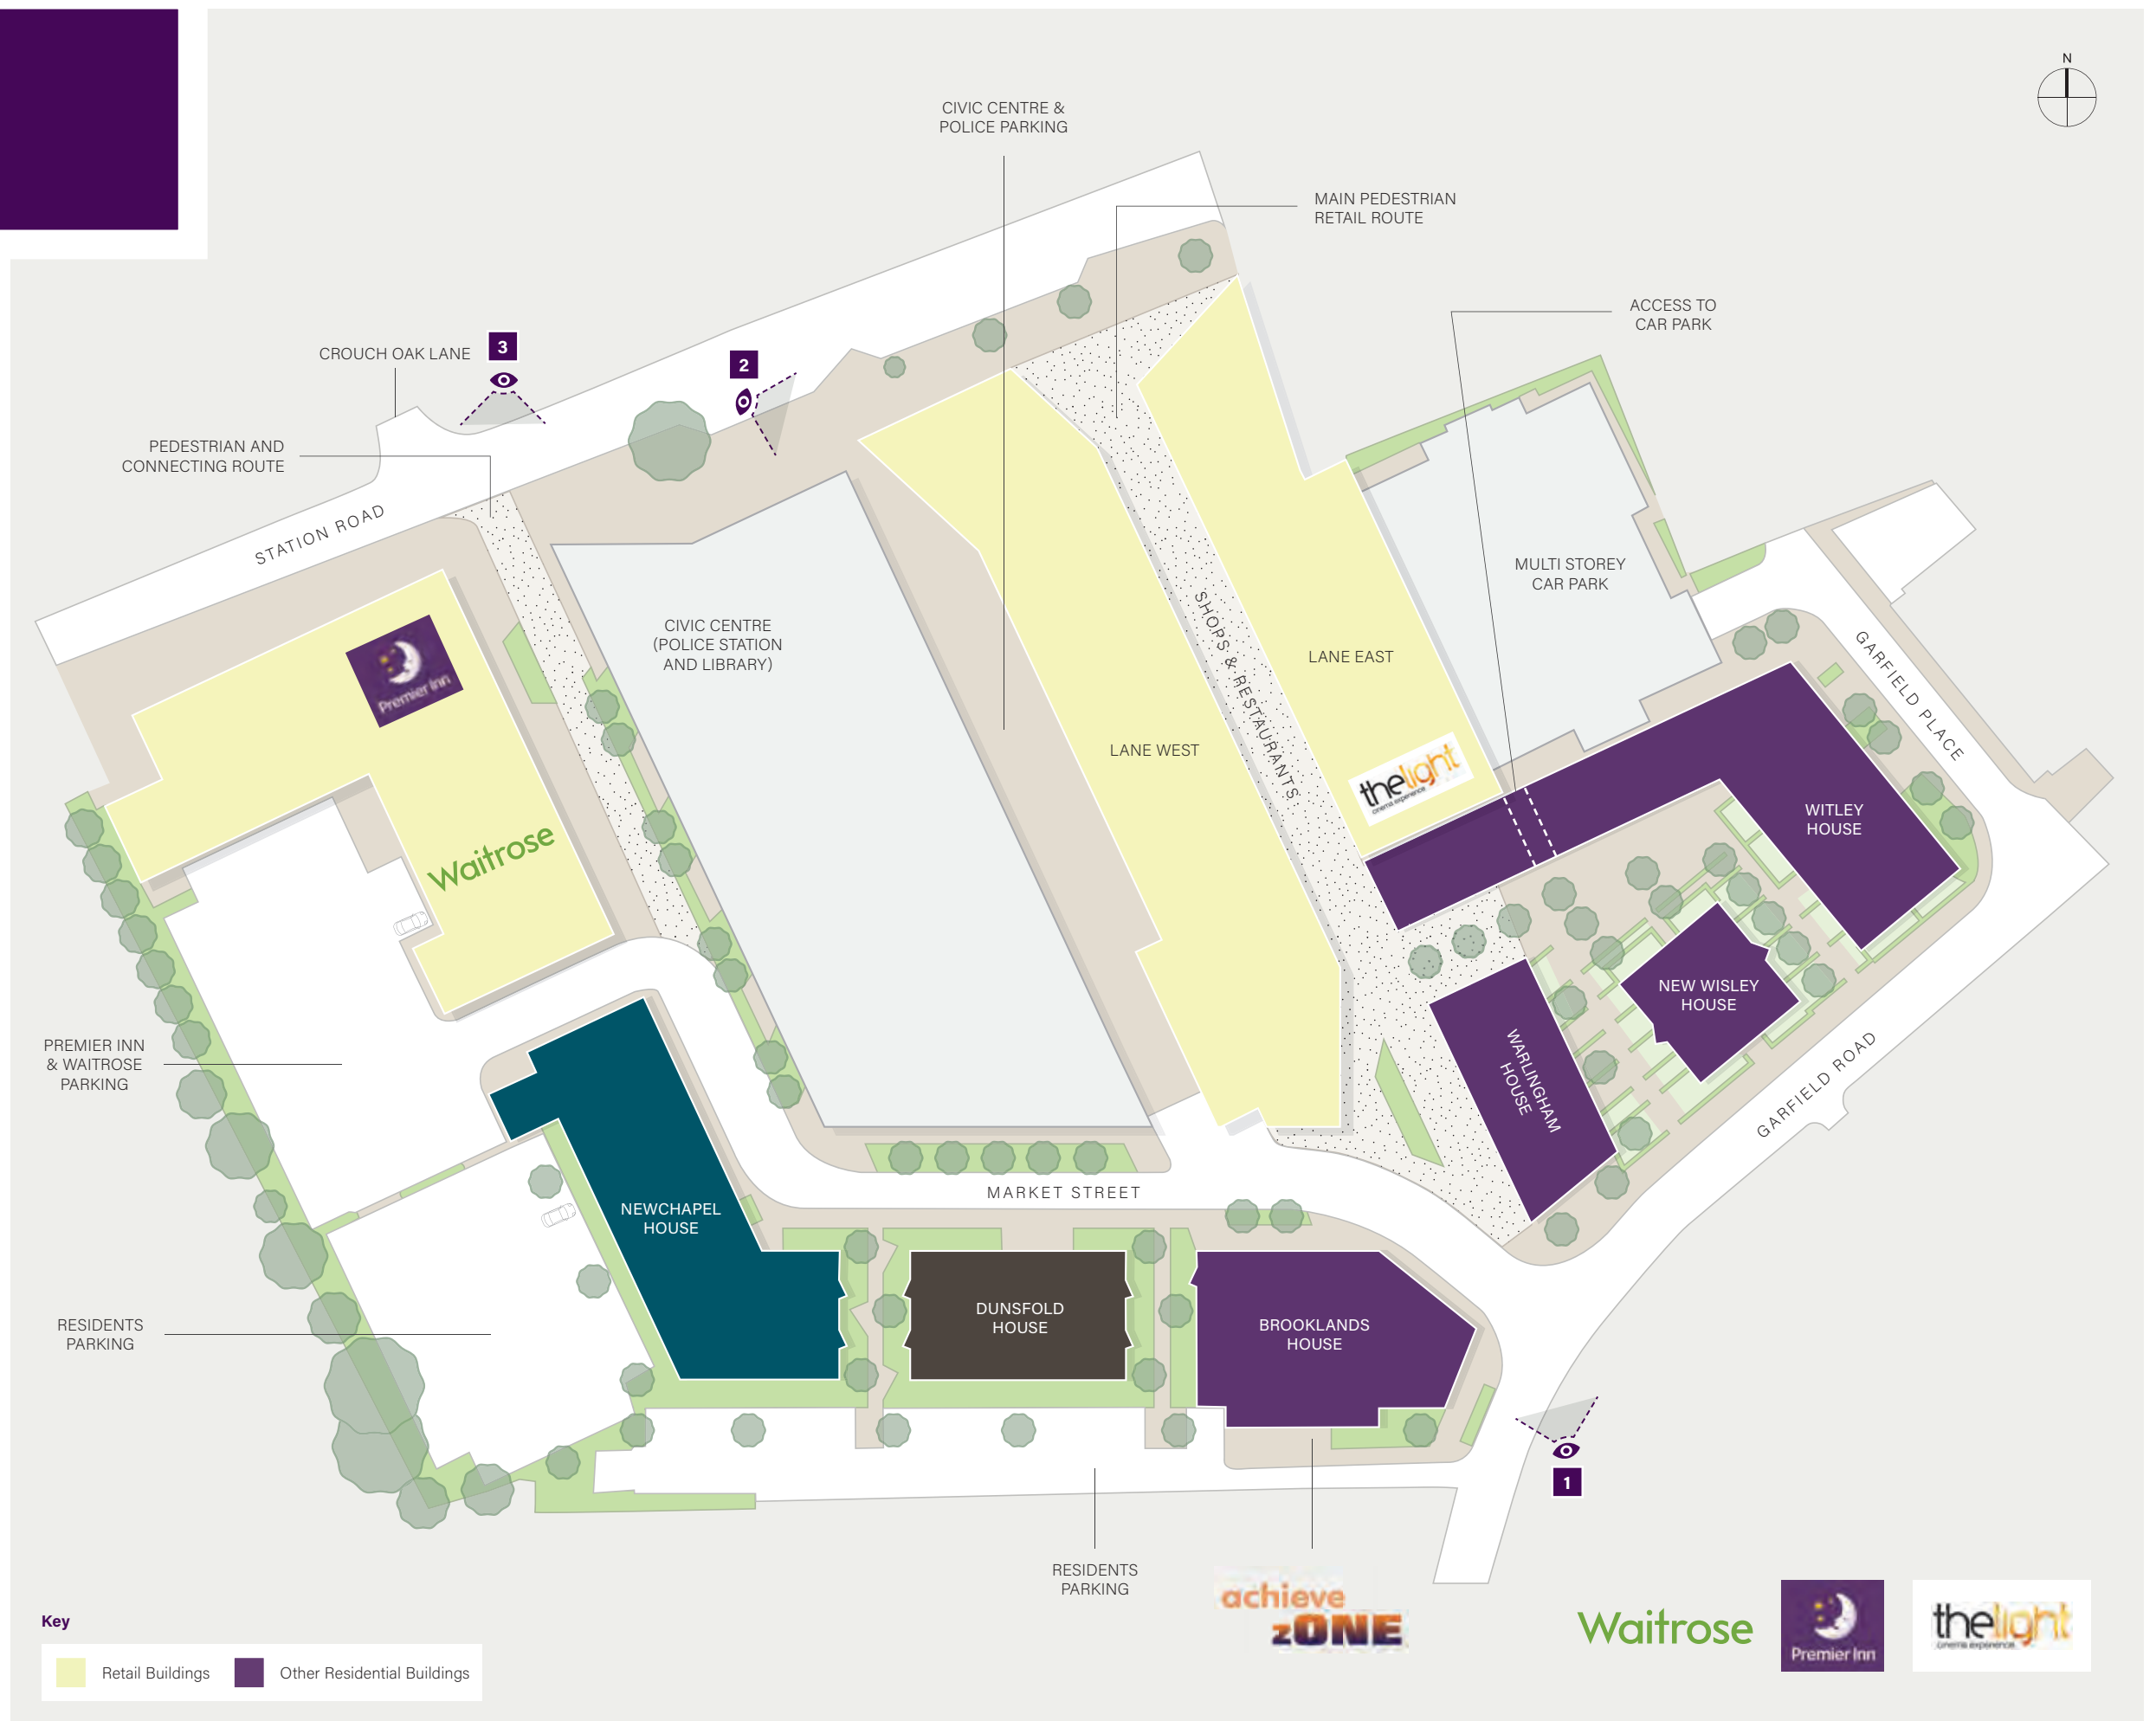 N
CIVIC CENTRE &
POLICE PARKING
MAIN PEDESTRIAN
RETAIL ROUTE
ACCESS TO
CAR PARK
CROUCH OAK LANE
3
2
PEDESTRIAN AND
CONNECTING ROUTE
STATION ROAD
MULTI STOREY
CAR PARK
CIVIC CENTRE
(POLICE STATION
AND LIBRARY)
SHOPS & RESTAURANTS
LANE EAST
GARFIELD PLACE
Premier Inn
LANE WEST
thelight
cinema experience
WITLEY
HOUSE
Waitrose
NEW WISLEY
HOUSE
WARLINGHAM
HOUSE
GARFIELD ROAD
PREMIER INN
& WAITROSE
PARKING
MARKET STREET
NEWCHAPEL
HOUSE
DUNSFOLD
HOUSE
BROOKLANDS
HOUSE
RESIDENTS
PARKING
1
RESIDENTS
PARKING
achieve
zONE
Waitrose
Premier Inn
thelight
cinema experience
Key
Retail Buildings
Other Residential Buildings